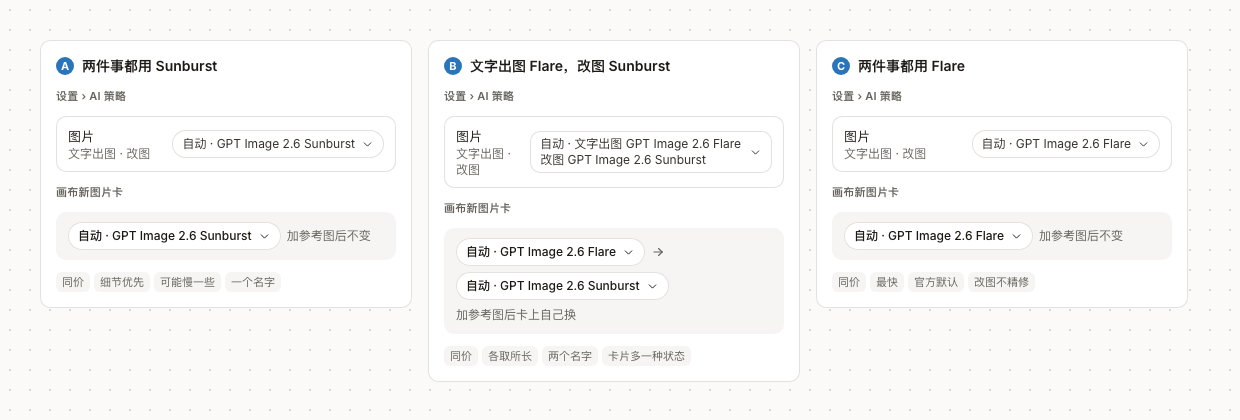 A 两件事都用 Sunburst
设置 › AI 策略
图片
文字出图 · 改图
自动 · GPT Image 2.6 Sunburst
画布新图片卡
自动 · GPT Image 2.6 Sunburst
加参考图后不变
同价
细节优先
可能慢一些
一个名字
B 文字出图 Flare，改图 Sunburst
设置 › AI 策略
图片
文字出图 ·
改图
自动 · 文字出图 GPT Image 2.6 Flare
改图 GPT Image 2.6 Sunburst
画布新图片卡
自动 · GPT Image 2.6 Flare →
自动 · GPT Image 2.6 Sunburst
加参考图后卡上自己换
同价
各取所长
两个名字
卡片多一种状态
C 两件事都用 Flare
设置 › AI 策略
图片
文字出图 · 改图
自动 · GPT Image 2.6 Flare
画布新图片卡
自动 · GPT Image 2.6 Flare
加参考图后不变
同价
最快
官方默认
改图不精修